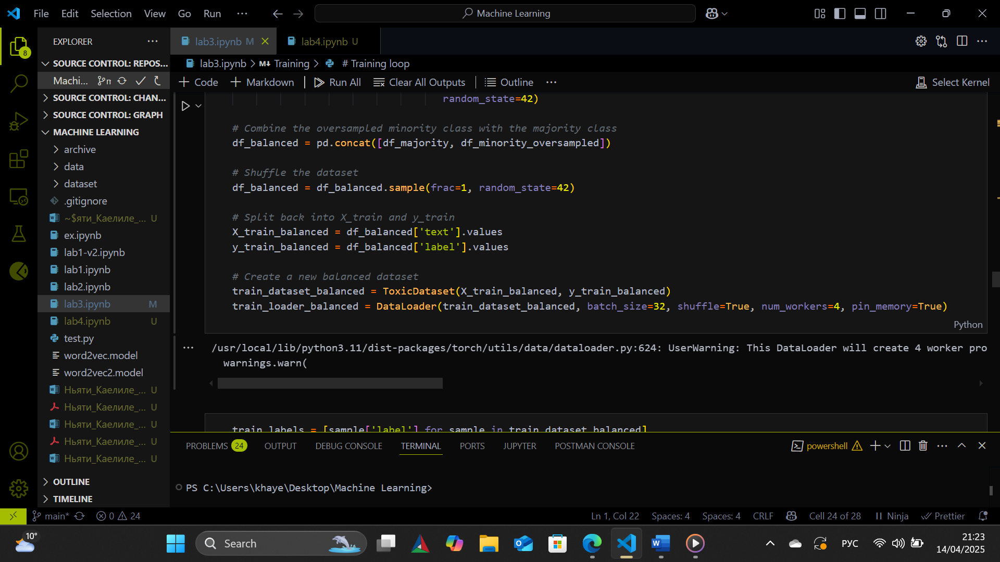 File Edit Selection View Go Run ···
Machine Learning
EXPLORER
8
SOURCE CONTROL: REPOS...
Machi...
SOURCE CONTROL: CHAN...
SOURCE CONTROL: GRAPH
MACHINE LEARNING
archive
data
dataset
.gitignore
~$яти_Каелиле_... U
ex.ipynb
lab1-v2.ipynb
lab1.ipynb
lab2.ipynb
lab3.ipynb M
lab4.ipynb U
test.py
word2vec.model
word2vec2.model
Ньяти_Каелиле_... U
Ньяти_Каелиле_... U
Ньяти_Каелиле_... U
Ньяти_Каелиле_... U
Ньяти_Каелиле_... U
OUTLINE
TIMELINE
lab3.ipynb M lab4.ipynb U
lab3.ipynb > M↓ Training > # Training loop
+ Code + Markdown | Run All Clear All Outputs | Outline ··· Select Kernel
random_state=42)
# Combine the oversampled minority class with the majority class
df_balanced = pd.concat([df_majority, df_minority_oversampled])
# Shuffle the dataset
df_balanced = df_balanced.sample(frac=1, random_state=42)
# Split back into X_train and y_train
X_train_balanced = df_balanced['text'].values
y_train_balanced = df_balanced['label'].values
# Create a new balanced dataset
train_dataset_balanced = ToxicDataset(X_train_balanced, y_train_balanced)
train_loader_balanced = DataLoader(train_dataset_balanced, batch_size=32, shuffle=True, num_workers=4, pin_memory=True)
Python
/usr/local/lib/python3.11/dist-packages/torch/utils/data/dataloader.py:624: UserWarning: This DataLoader will create 4 worker pro
warnings.warn(
train_labels = [sample['label'] for sample in train_dataset_balanced]
PROBLEMS 24 OUTPUT DEBUG CONSOLE TERMINAL PORTS JUPYTER POSTMAN CONSOLE
powershell
PS C:\Users\khaye\Desktop\Machine Learning>
main* 0 24
Ln 1, Col 22 Spaces: 4 Spaces: 4 CRLF Cell 24 of 28 Ninja Prettier
10°
Search
РУС
21:23
14/04/2025